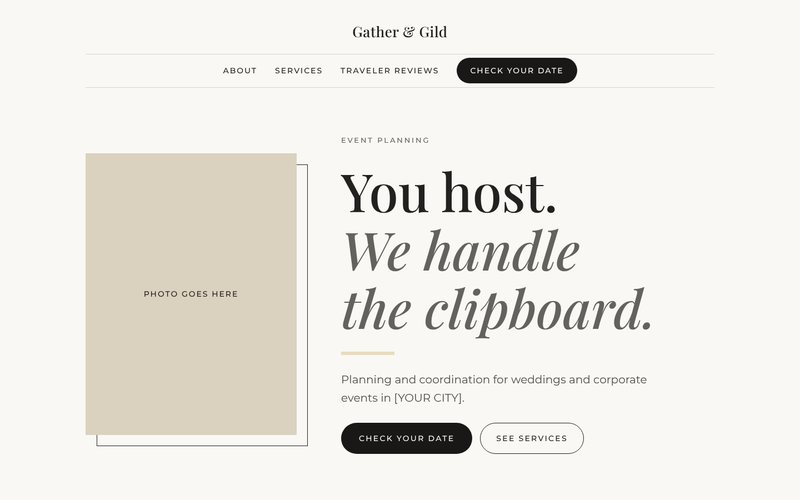 Gather & Gild
ABOUT SERVICES TRAVELER REVIEWS CHECK YOUR DATE
EVENT PLANNING
PHOTO GOES HERE
You host.
We handle
the clipboard.
Planning and coordination for weddings and corporate
events in [YOUR CITY].
CHECK YOUR DATE SEE SERVICES